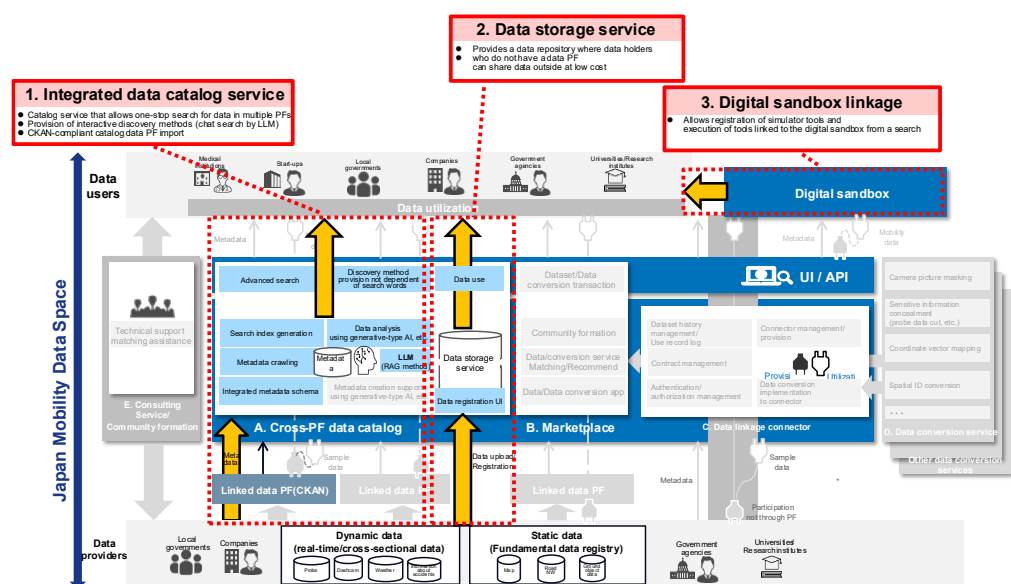 2. Data storage service
● Provides a data repository where data holders
● who do not have a data PF
can share data outside at low cost
1. Integrated data catalog service
● Catalog service that allows one-stop search for data in multiple PFs
● Provision of interactive discovery methods (chat search by LLM)
● CKAN-compliant catalog data PF import
3. Digital sandbox linkage
● Allows registration of simulator tools and
execution of tools linked to the digital sandbox from a search
Japan Mobility Data Space
Data
users
Medical
institutions
Start-ups
Local
governments
Companies
Government
agencies
Universities/Research
institutes
Digital sandbox
Data utilization
Metadata
Metadata
Metadata
Mobility
data
UI / API
Advanced search
Discovery method
provision not dependent
of search words
Data use
Dataset/Data
conversion transaction
Search index generation
Data analysis
using generative-type AI, etc.
Community formation
Metadata crawling
Metadat
a
LLM
(RAG method)
Data storage
service
Data/conversion service
Matching/Recommend
Integrated metadata schema
Metadata creation support
using generative-type AI, etc.
Data registration UI
Data/Data conversion app
Dataset history
management/
Use record log
Connector management/
provision
Contract management
Provisi
Utilizati
Authentication/
authorization management
Data conversion
implementation
to connector
A. Cross-PF data catalog
B. Marketplace
C. Data linkage connector
Technical support
matching assistance
E. Consulting
Service/
Community formation
Camera picture masking
Sensitive information
concealment
(probe data cut, etc.)
Coordinate vector mapping
Spatial ID conversion
• • •
D. Data conversion service
Other data conversion
services
Meta
data
Sample
data
Data upload/
Registration
Metadata
Sample
data
Linked data PF(CKAN)
Linked data
Linked data PF
Participation
not through PF
Data
providers
Local
governments
Companies
Dynamic data
(real-time/cross-sectional data)
Probe
Dashcam
Weather
Information
about
accidents
Static data
(Fundamental data registry)
Map
Road
NW
Ground
object
data
Government
agencies
Universities/
Research institutes